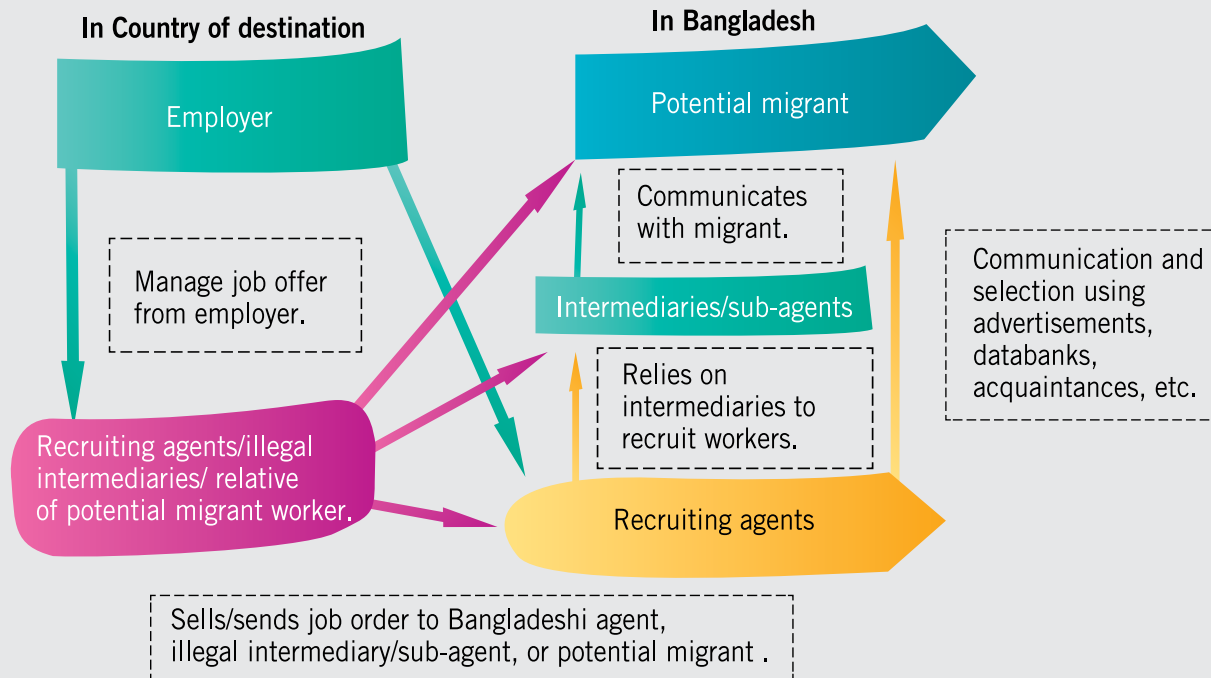 In Country of destination
In Bangladesh
Employer
Potential migrant
Manage job offer
from employer.
Communicates
with migrant.
Intermediaries/sub-agents
Communication and
selection using
advertisements,
databanks,
acquaintances, etc.
Relies on
intermediaries to
recruit workers.
Recruiting agents/illegal
intermediaries/ relative
of potential migrant worker.
Recruiting agents
Sells/sends job order to Bangladeshi agent,
illegal intermediary/sub-agent, or potential migrant .